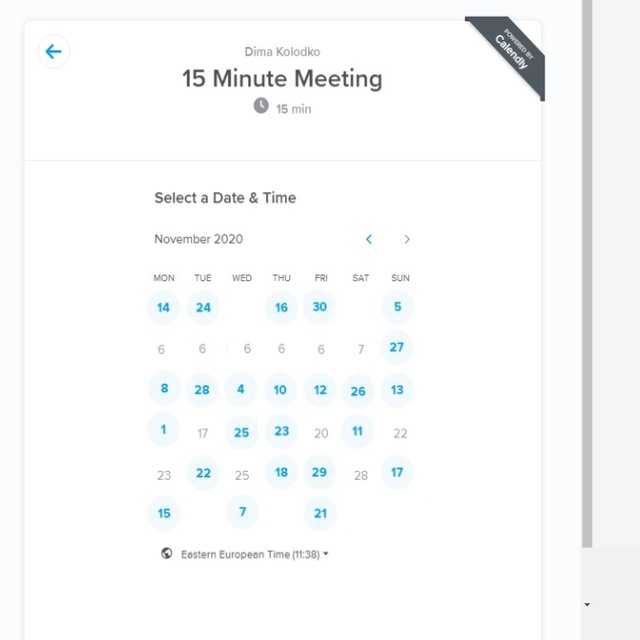 Dima Kolodko
15 Minute Meeting
15 min
POWERED BY
Calendly
Select a Date & Time
November 2020
MON TUE WED THU FRI SAT SUN
14 24 16 30 5
6 6 6 6 6 7 27
8 28 4 10 12 26 13
1 17 25 23 20 11 22
23 22 25 18 29 28 17
15 7 21
Eastern European Time (11:38)